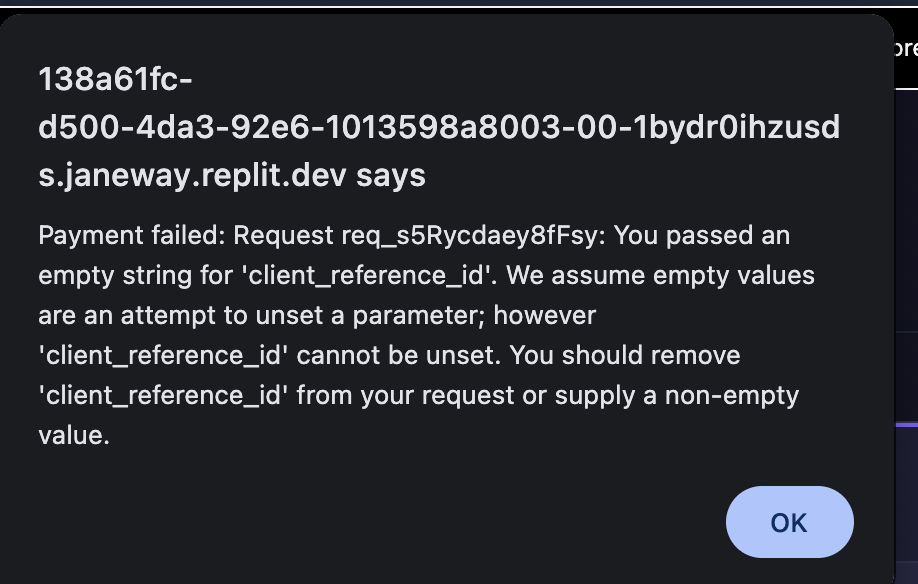 138a61fc-
d500-4da3-92e6-1013598a8003-00-1bydr0ihzusd
s.janeway.replit.dev says
Payment failed: Request req_s5Rycdaey8fFsy: You passed an
empty string for 'client_reference_id'. We assume empty values
are an attempt to unset a parameter; however
'client_reference_id' cannot be unset. You should remove
'client_reference_id' from your request or supply a non-empty
value.
OK